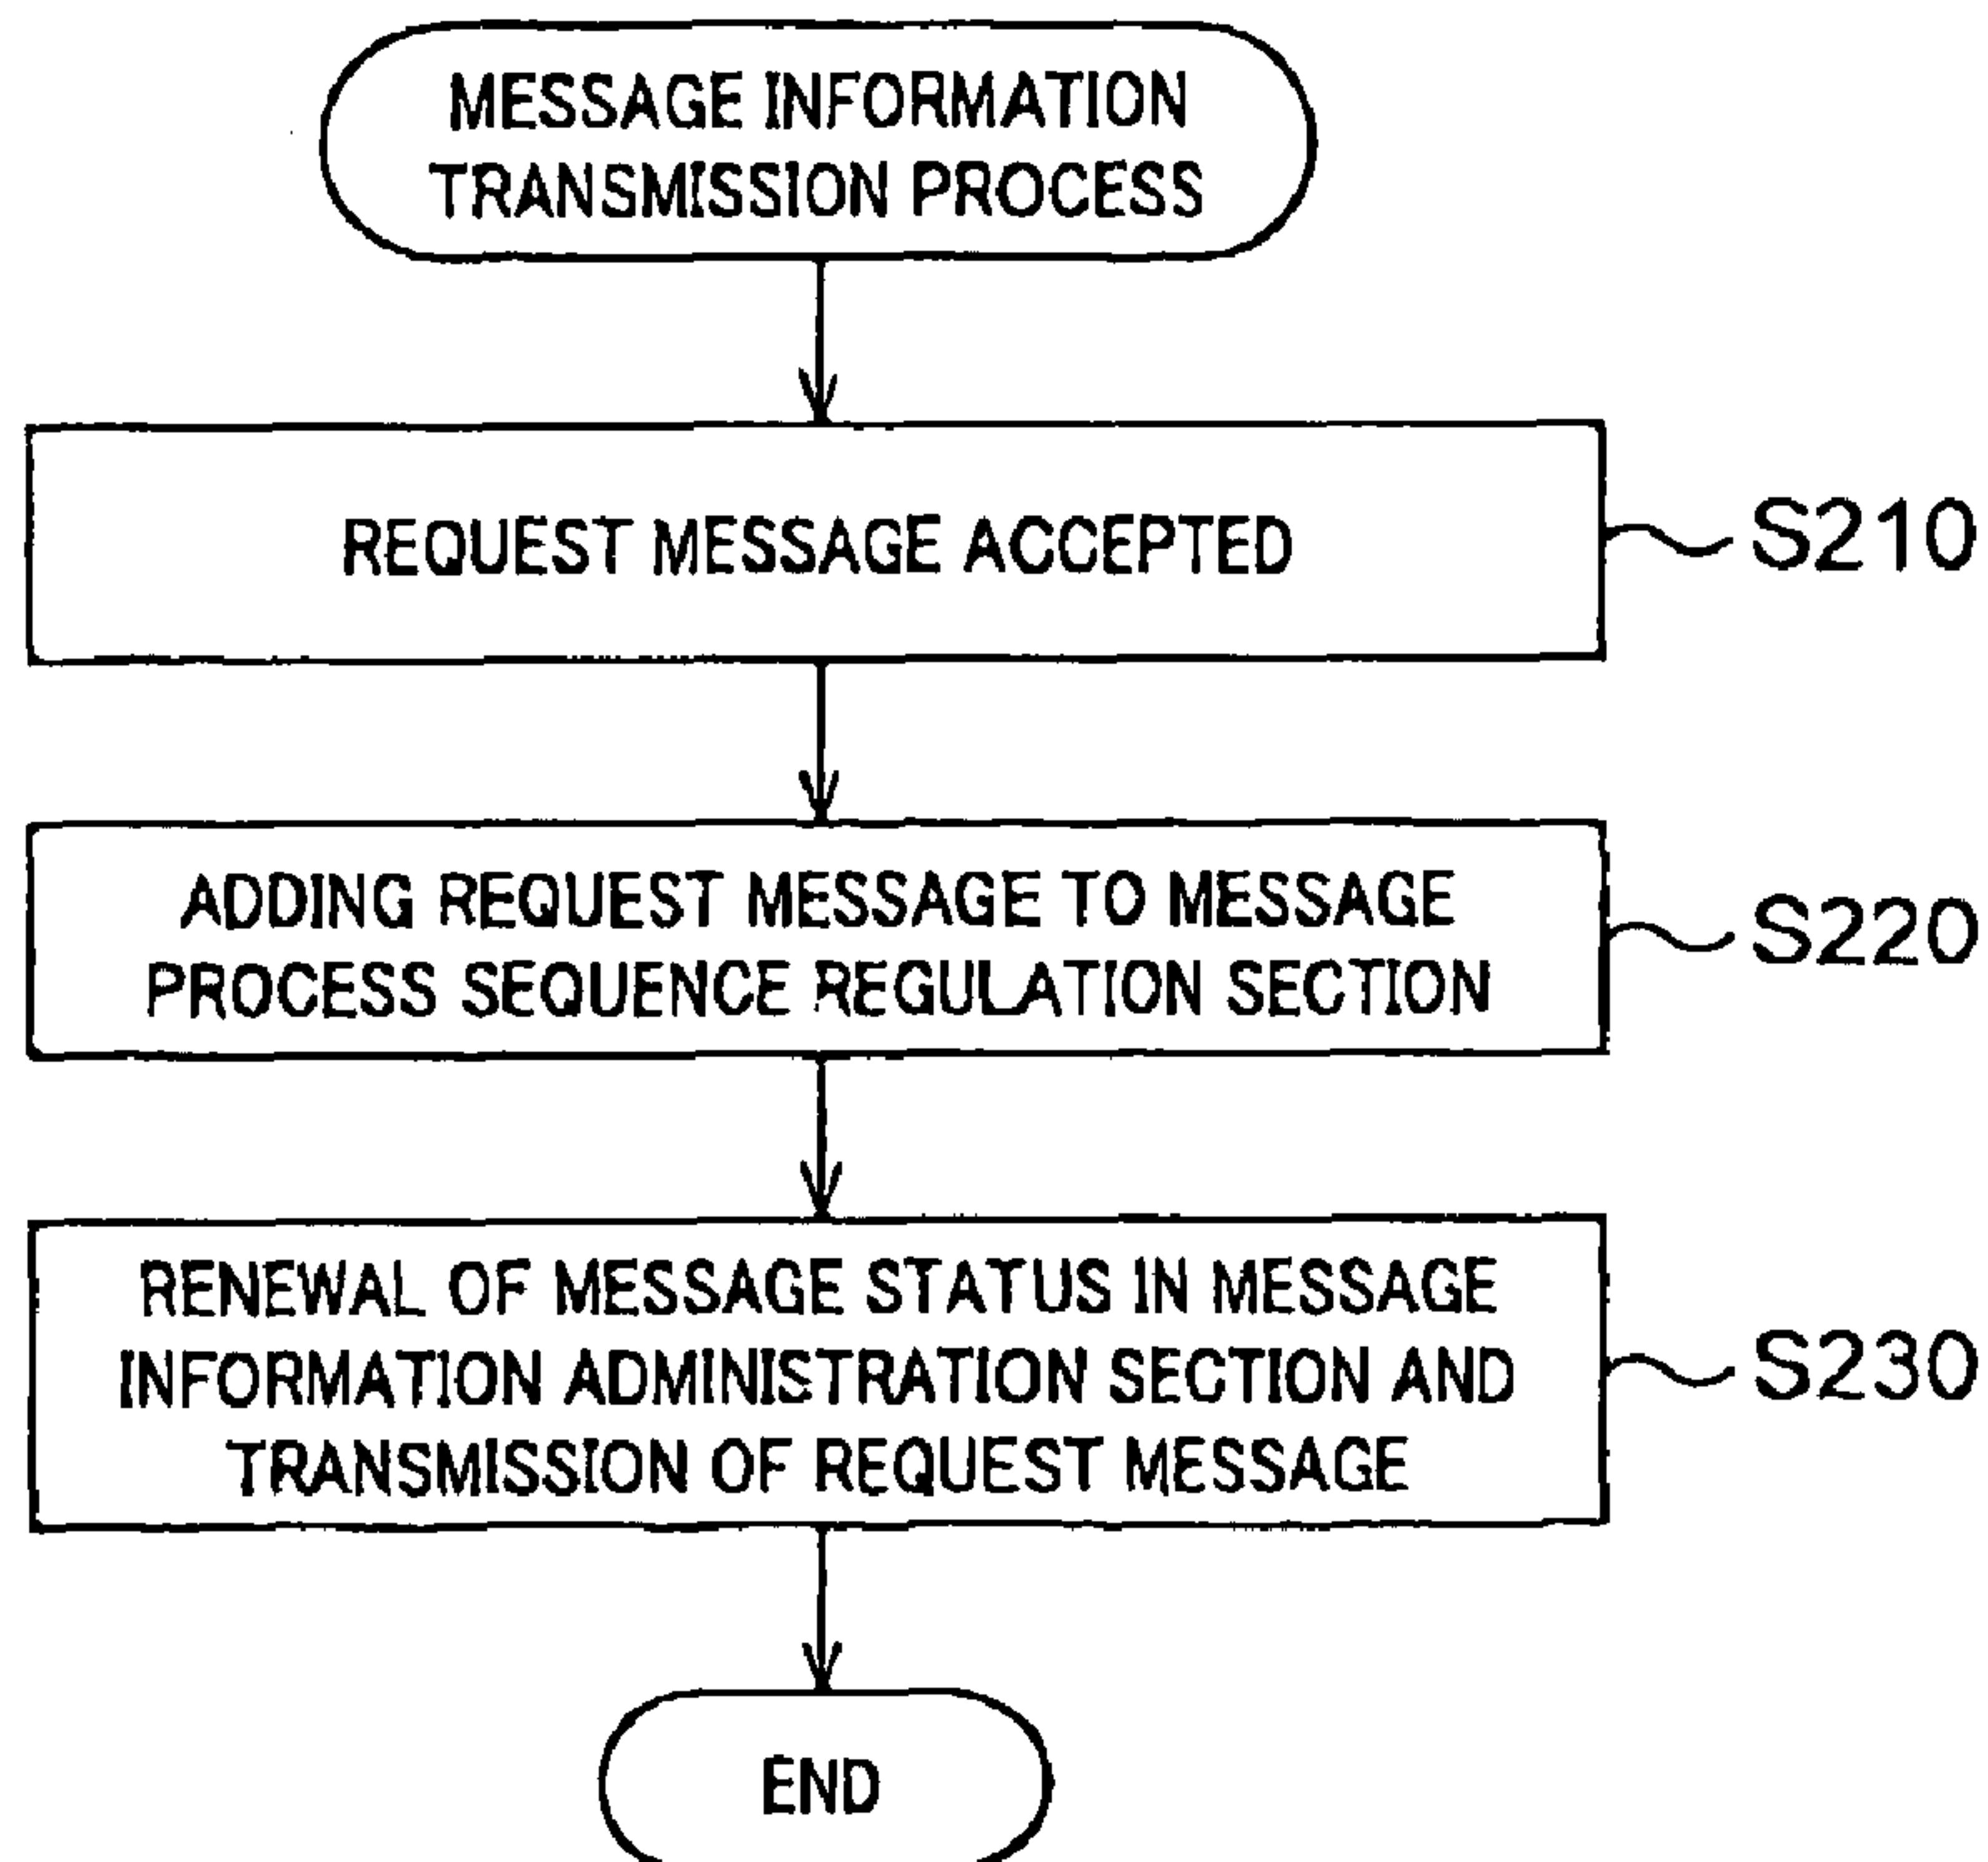 MESSAGE INFORMATION
TRANSMISSION PROCESS
REQUEST MESSAGE ACCEPTED
S210
ADDING REQUEST MESSAGE TO MESSAGE
PROCESS SEQUENCE REGULATION SECTION
S220
RENEWAL OF MESSAGE STATUS IN MESSAGE
INFORMATION ADMINISTRATION SECTION AND
TRANSMISSION OF REQUEST MESSAGE
S230
END